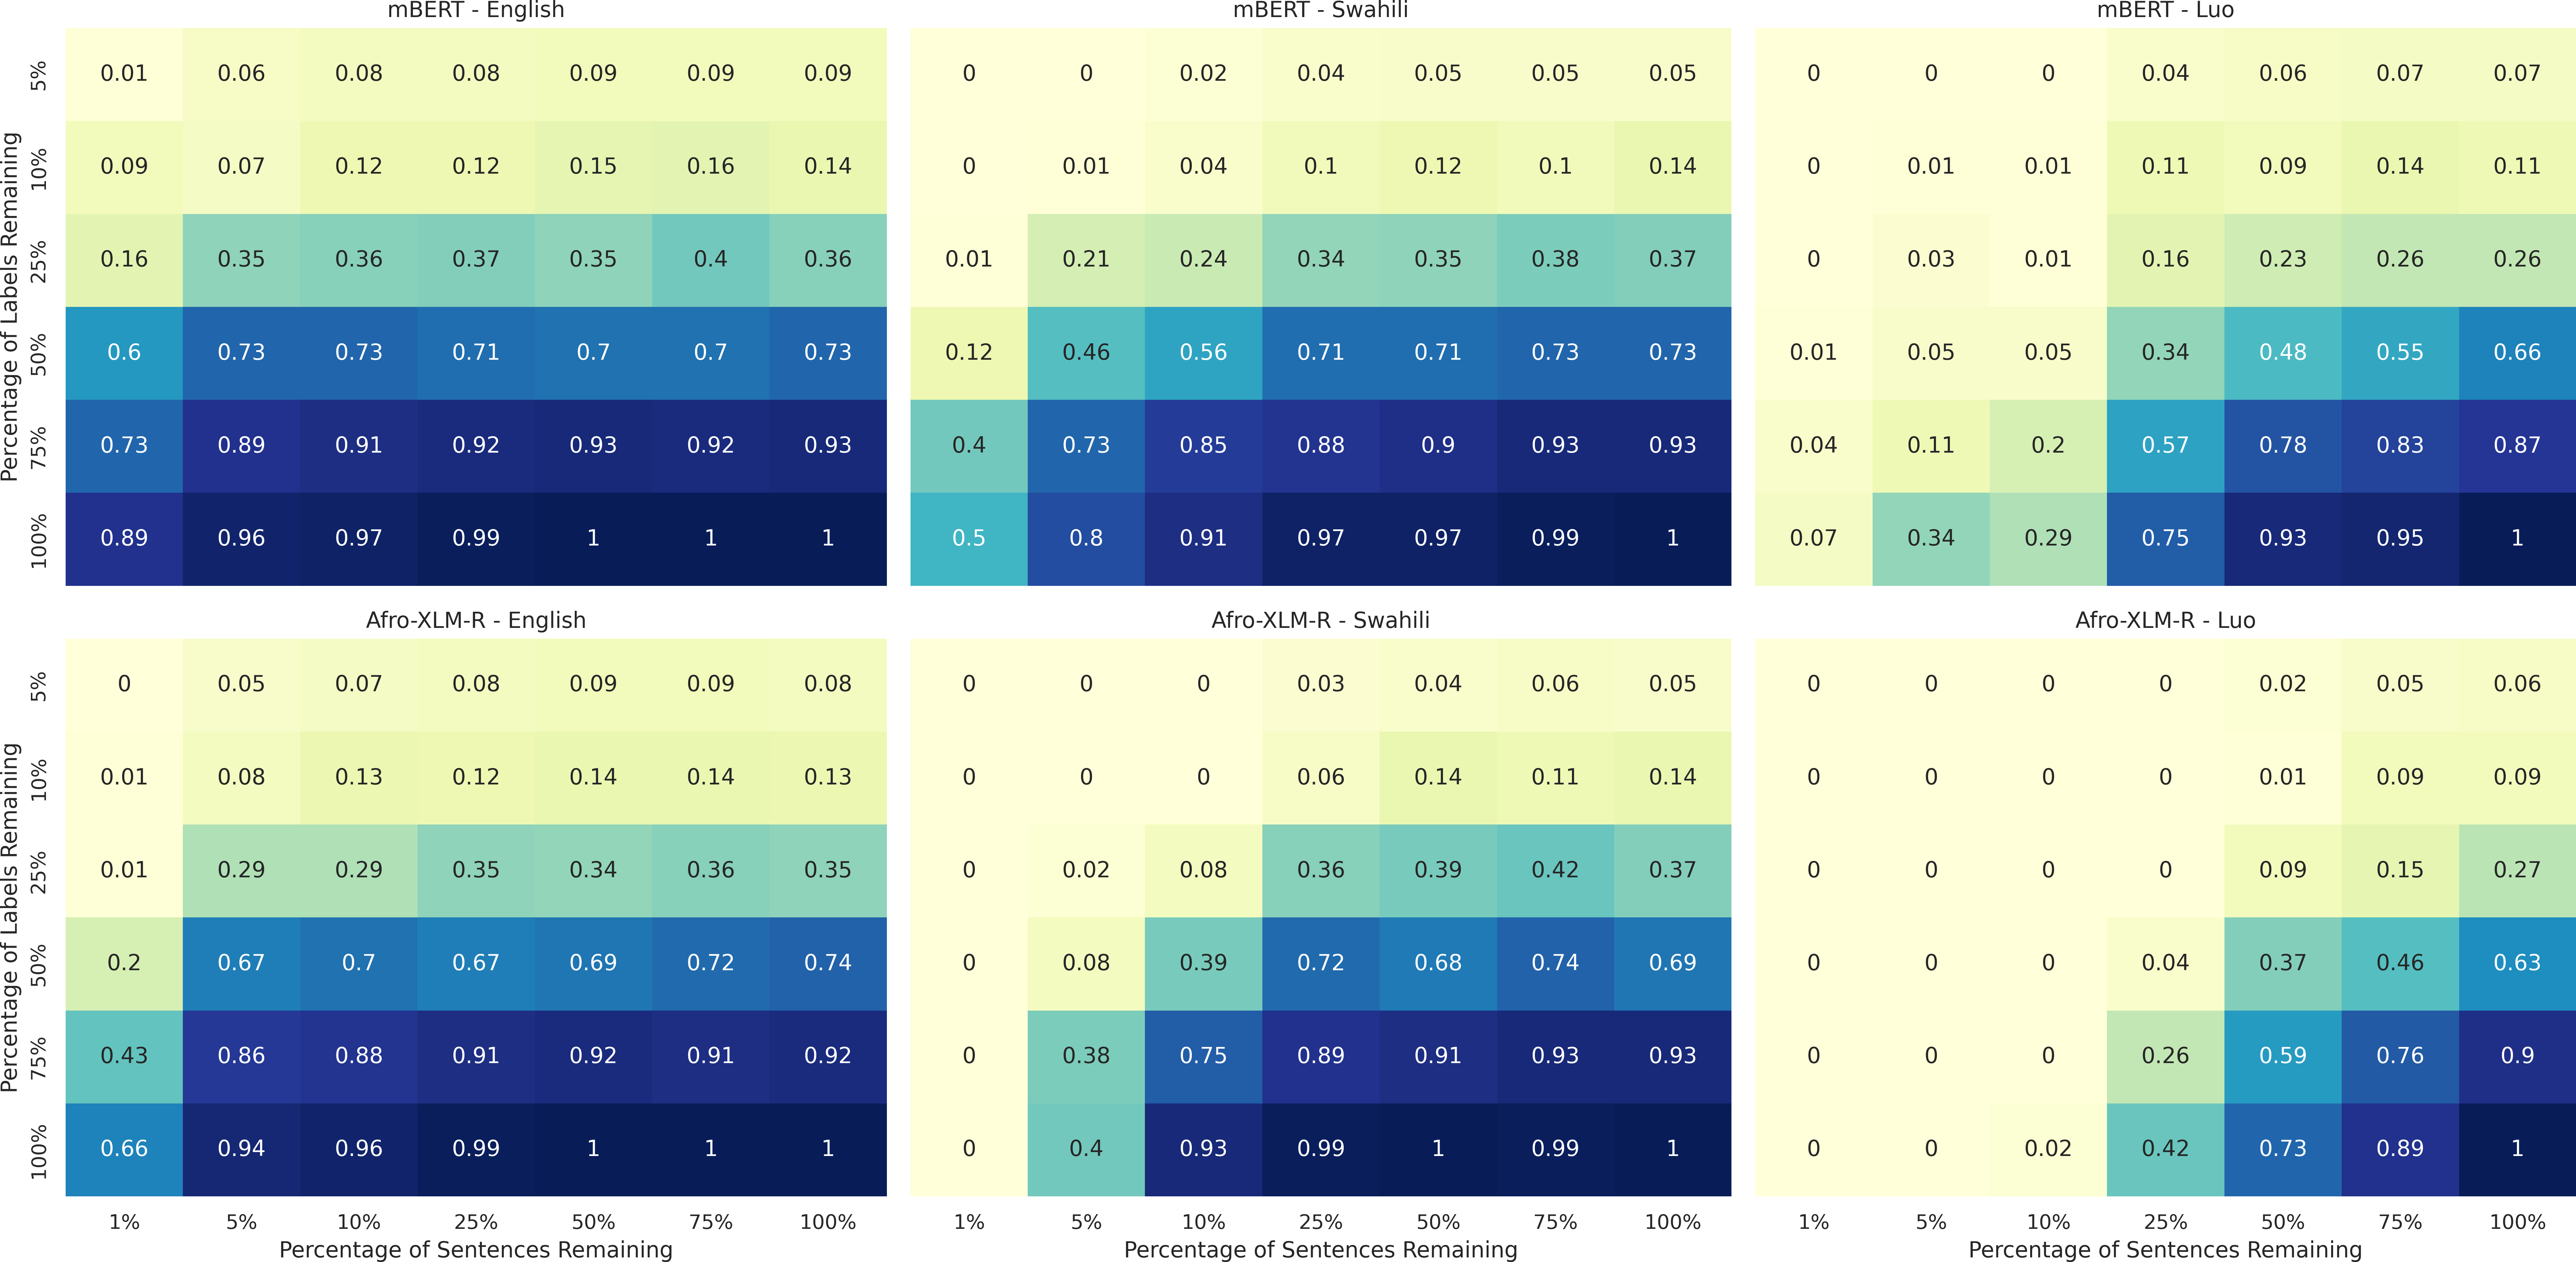 mBERT - English
mBERT - Swahili
mBERT - Luo
Percentage of Labels Remaining
5% 0.01 0.06 0.08 0.08 0.09 0.09 0.09 0 0 0.02 0.04 0.05 0.05 0.05 0 0 0 0.04 0.06 0.07 0.07
10% 0.09 0.07 0.12 0.12 0.15 0.16 0.14 0 0.01 0.04 0.1 0.12 0.1 0.14 0 0.01 0.01 0.11 0.09 0.14 0.11
25% 0.16 0.35 0.36 0.37 0.35 0.4 0.36 0.01 0.21 0.24 0.34 0.35 0.38 0.37 0 0.03 0.01 0.16 0.23 0.26 0.26
50% 0.6 0.73 0.73 0.71 0.7 0.7 0.73 0.12 0.46 0.56 0.71 0.71 0.73 0.73 0.01 0.05 0.05 0.34 0.48 0.55 0.66
75% 0.73 0.89 0.91 0.92 0.93 0.92 0.93 0.4 0.73 0.85 0.88 0.9 0.93 0.93 0.04 0.11 0.2 0.57 0.78 0.83 0.87
100% 0.89 0.96 0.97 0.99 1 1 1 0.5 0.8 0.91 0.97 0.97 0.99 1 0.07 0.34 0.29 0.75 0.93 0.95 1
Afro-XLM-R - English
Afro-XLM-R - Swahili
Afro-XLM-R - Luo
Percentage of Labels Remaining
5% 0 0.05 0.07 0.08 0.09 0.09 0.08 0 0 0 0.03 0.04 0.06 0.05 0 0 0 0 0.02 0.05 0.06
10% 0.01 0.08 0.13 0.12 0.14 0.14 0.13 0 0 0 0.06 0.14 0.11 0.14 0 0 0 0 0.01 0.09 0.09
25% 0.01 0.29 0.29 0.35 0.34 0.36 0.35 0 0.02 0.08 0.36 0.39 0.42 0.37 0 0 0 0 0.09 0.15 0.27
50% 0.2 0.67 0.7 0.67 0.69 0.72 0.74 0 0.08 0.39 0.72 0.68 0.74 0.69 0 0 0 0.04 0.37 0.46 0.63
75% 0.43 0.86 0.88 0.91 0.92 0.91 0.92 0 0.38 0.75 0.89 0.91 0.93 0.93 0 0 0 0.26 0.59 0.76 0.9
100% 0.66 0.94 0.96 0.99 1 1 1 0 0.4 0.93 0.99 1 0.99 1 0 0 0.02 0.42 0.73 0.89 1
1% 5% 10% 25% 50% 75% 100% 1% 5% 10% 25% 50% 75% 100% 1% 5% 10% 25% 50% 75% 100%
Percentage of Sentences Remaining
Percentage of Sentences Remaining
Percentage of Sentences Remaining